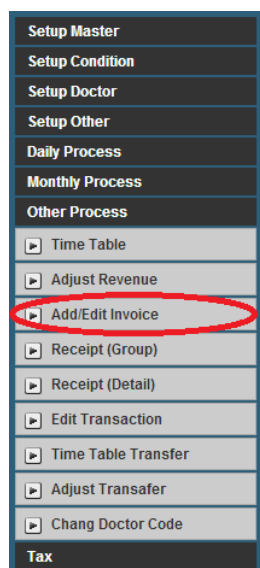 Setup Master
Setup Condition
Setup Doctor
Setup Other
Daily Process
Monthly Process
Other Process
Time Table
Adjust Revenue
Add/Edit Invoice
Receipt (Group)
Receipt (Detail)
Edit Transaction
Time Table Transfer
Adjust Transafer
Chang Doctor Code
Tax